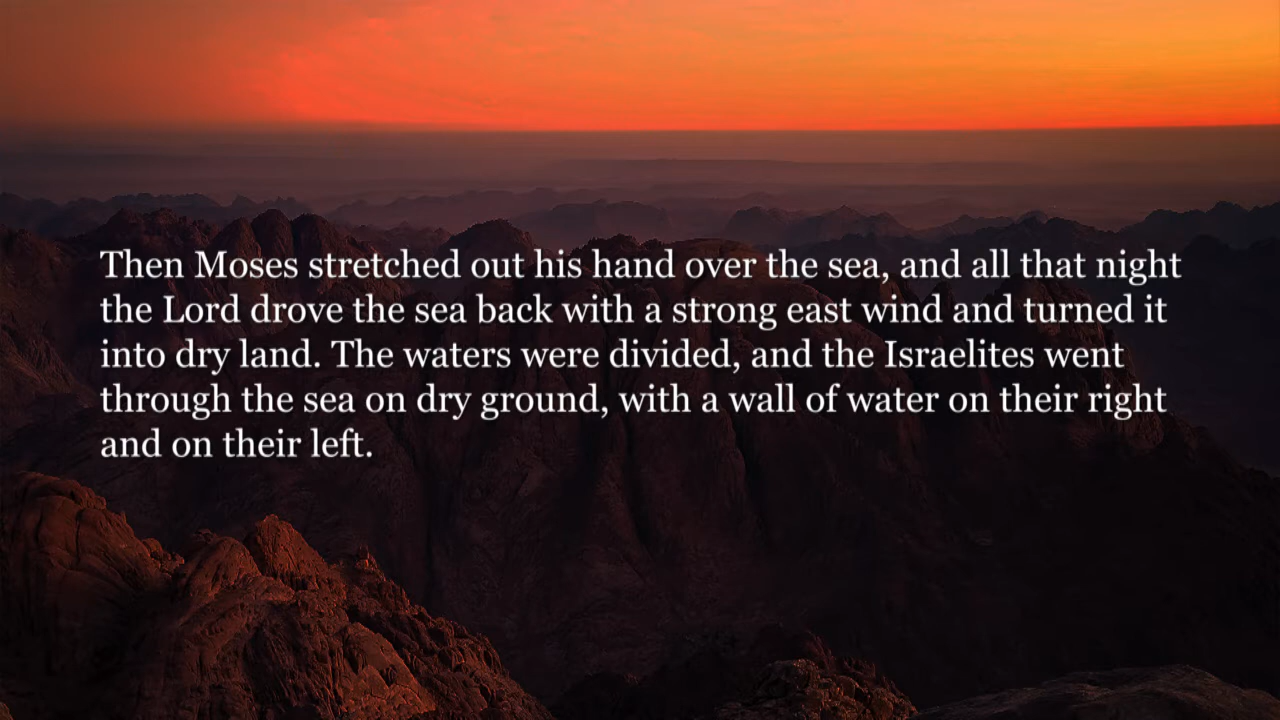 Then Moses stretched out his hand over the sea, and all that night
the Lord drove the sea back with a strong east wind and turned it
into dry land. The waters were divided, and the Israelites went
through the sea on dry ground, with a wall of water on their right
and on their left.